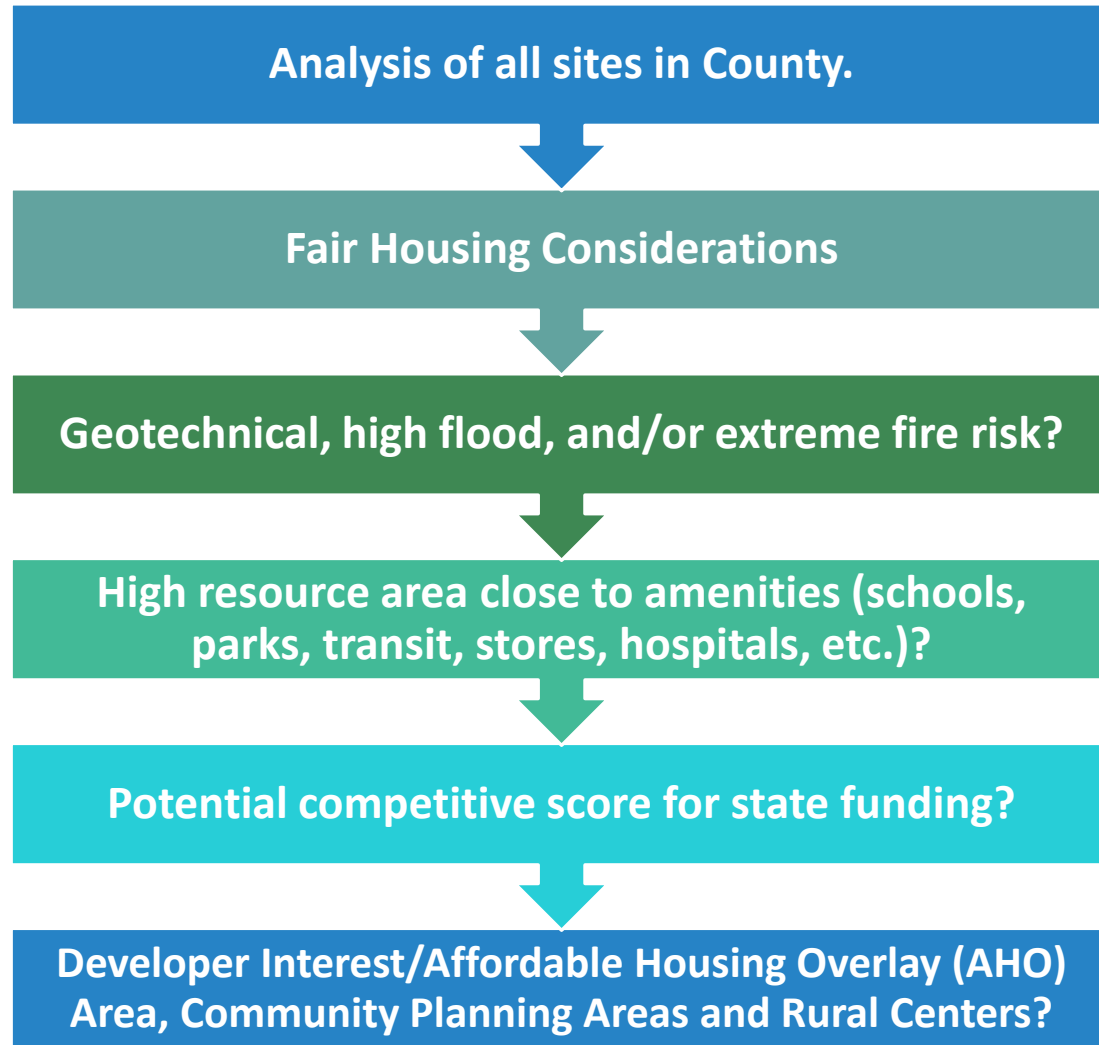 Analysis of all sites in County.
Fair Housing Considerations
Geotechnical, high flood, and/or extreme fire risk?
High resource area close to amenities (schools,
parks, transit, stores, hospitals, etc.)?
Potential competitive score for state funding?
Developer Interest/Affordable Housing Overlay (AHO)
Area, Community Planning Areas and Rural Centers?